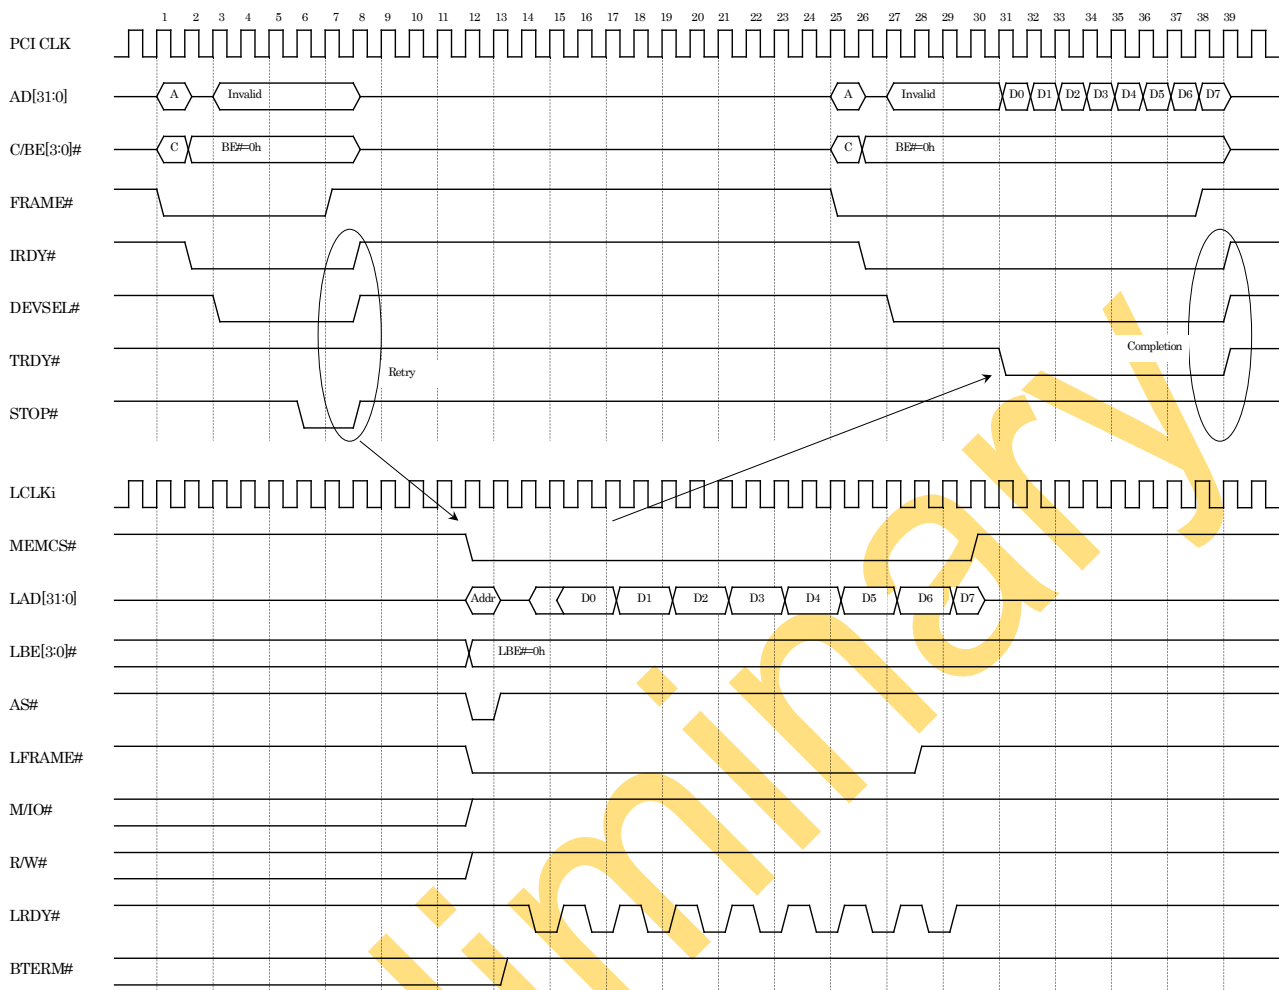 1 2 3 4 5 6 7 8 9 10 11 12 13 14 15 16 17 18 19 20 21 22 23 24 25 26 27 28 29 30 31 32 33 34 35 36 37 38 39
PCI CLK
AD[31:0] A Invalid A Invalid D0 D1 D2 D3 D4 D5 D6 D7
C/BE[3:0]# C BE#=0h C BE#=0h
FRAME#
IRDY#
DEVSEL#
Completion
TRDY#
Retry
STOP#
LCLKi
MEMCS#
LAD[31:0] Addr D0 D1 D2 D3 D4 D5 D6 D7
LBE[3:0]# LBE#=0h
AS#
LFRAME#
M/IO#
R/W#
LRDY#
BTERM#
liminary